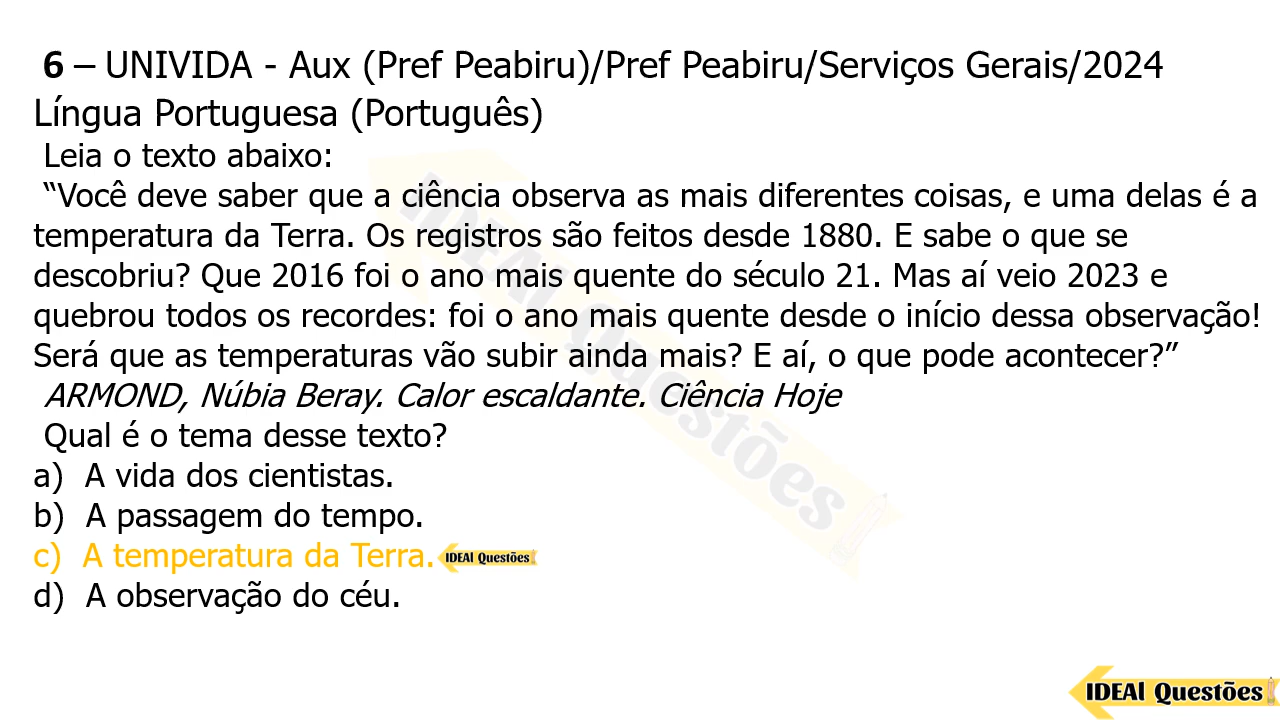 6 – UNIVIDA - Aux (Pref Peabiru)/Pref Peabiru/Serviços Gerais/2024
Língua Portuguesa (Português)
Leia o texto abaixo:
“Você deve saber que a ciência observa as mais diferentes coisas, e uma delas é a
temperatura da Terra. Os registros são feitos desde 1880. E sabe o que se
descobriu? Que 2016 foi o ano mais quente do século 21. Mas aí veio 2023 e
quebrou todos os recordes: foi o ano mais quente desde o início dessa observação!
Será que as temperaturas vão subir ainda mais? E aí, o que pode acontecer?”
ARMOND, Núbia Beray. Calor escaldante. Ciência Hoje
Qual é o tema desse texto?
a) A vida dos cientistas.
b) A passagem do tempo.
c) A temperatura da Terra. IDEAl Questões
d) A observação do céu.
IDEAl Questões
IDEAl Questões